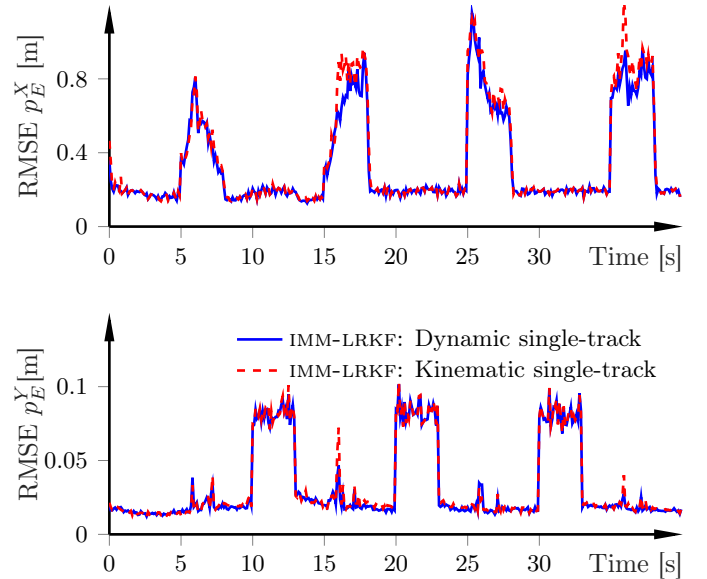 RMSE p_E^X [m]
0.8
0.4
0
0 5 10 15 20 25 30 Time [s]
IMM-LRKF: Dynamic single-track
IMM-LRKF: Kinematic single-track
RMSE p_E^Y[m]
0.1
0.05
0
0 5 10 15 20 25 30 Time [s]